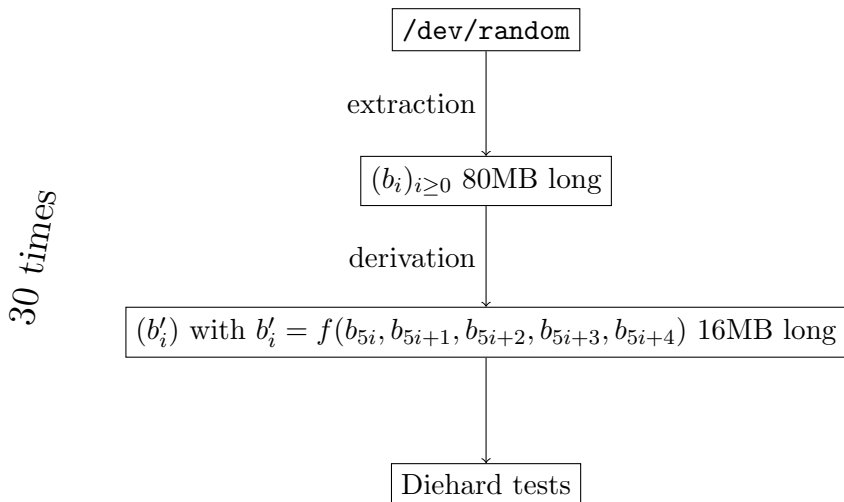 /dev/random
extraction
(b_i)_{i≥0} 80MB long
derivation
30 times
(b'_i) with b'_i = f(b_{5i}, b_{5i+1}, b_{5i+2}, b_{5i+3}, b_{5i+4}) 16MB long
Diehard tests